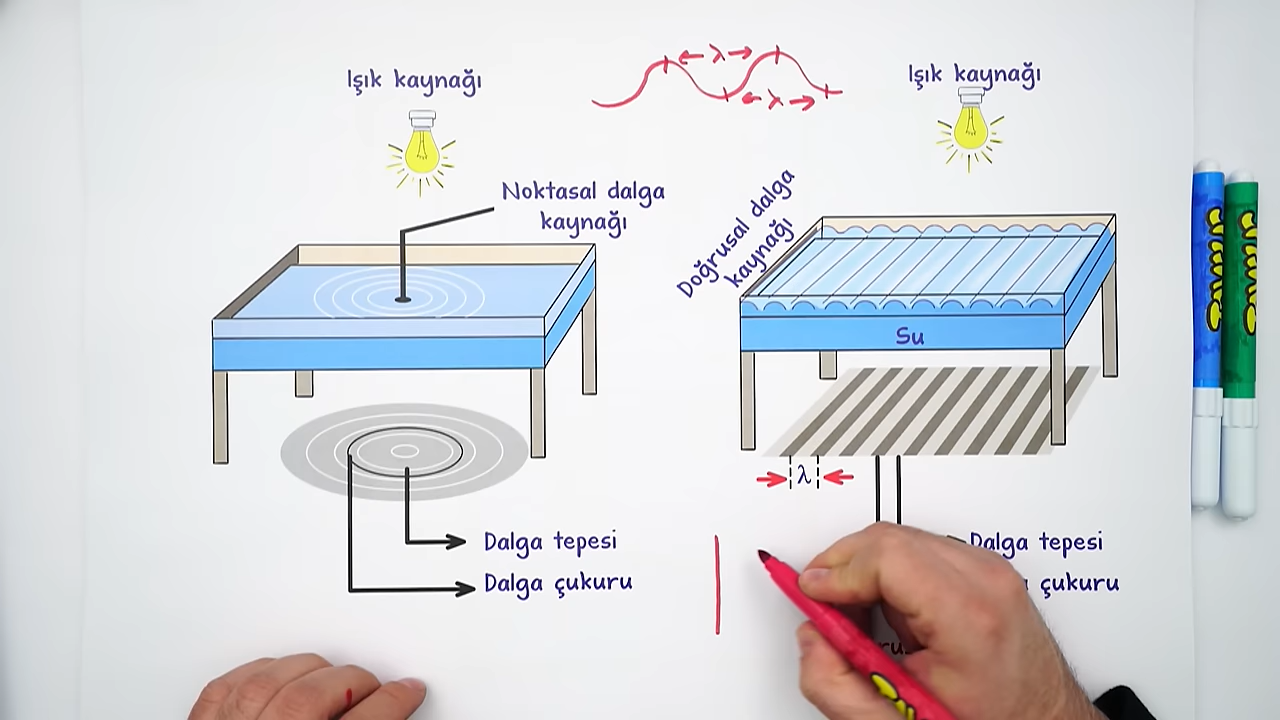 Işık kaynağı
λ
λ
Işık kaynağı
Noktasal dalga
kaynağı
Doğrusal dalga
kaynağı
Su
λ
Dalga tepesi
Dalga çukuru
Dalga tepesi
çukuru